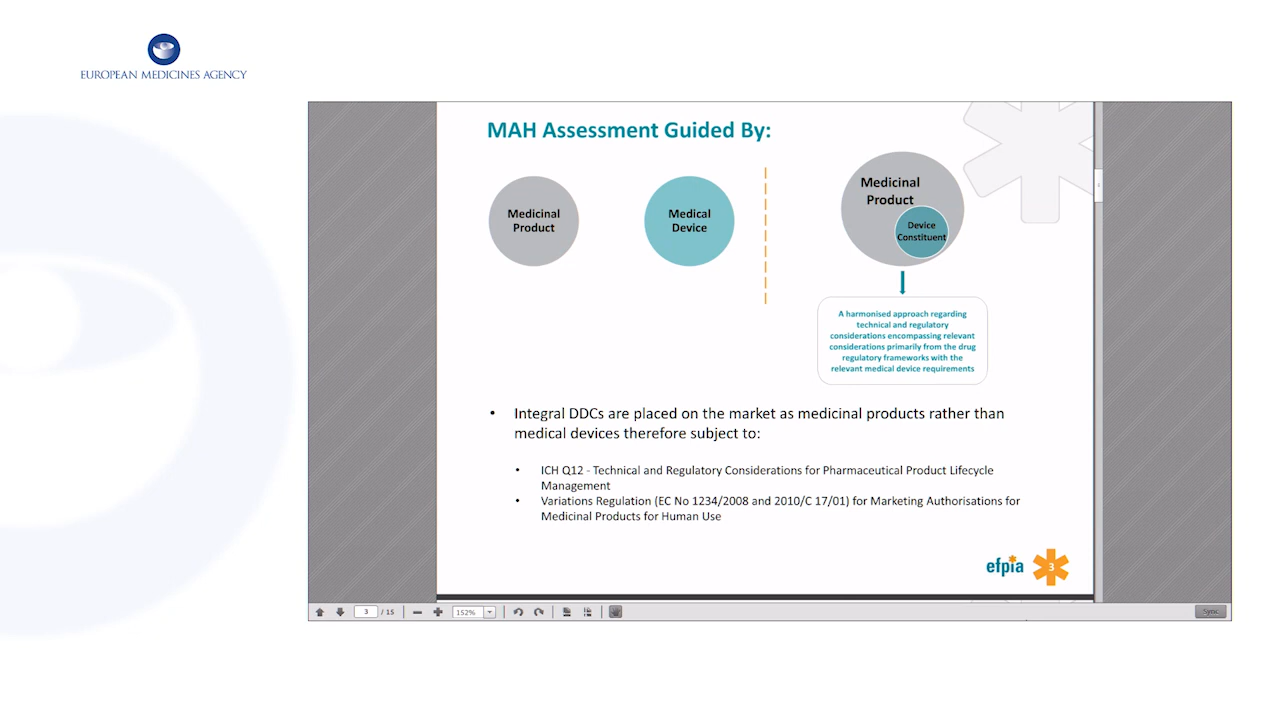 EUROPEAN MEDICINES AGENCY
MAH Assessment Guided By:
Medicinal
Product
Medical
Device
Medicinal
Product
Device
Constituent
A harmonised approach regarding
technical and regulatory
considerations encompassing relevant
considerations primarily from the drug
regulatory frameworks with the
relevant medical device requirements
• Integral DDCs are placed on the market as medicinal products rather than
medical devices therefore subject to:
• ICH Q12 - Technical and Regulatory Considerations for Pharmaceutical Product Lifecycle
Management
• Variations Regulation (EC No 1234/2008 and 2010/C 17/01) for Marketing Authorisations for
Medicinal Products for Human Use
efpia 3
3 / 15 152% Sync